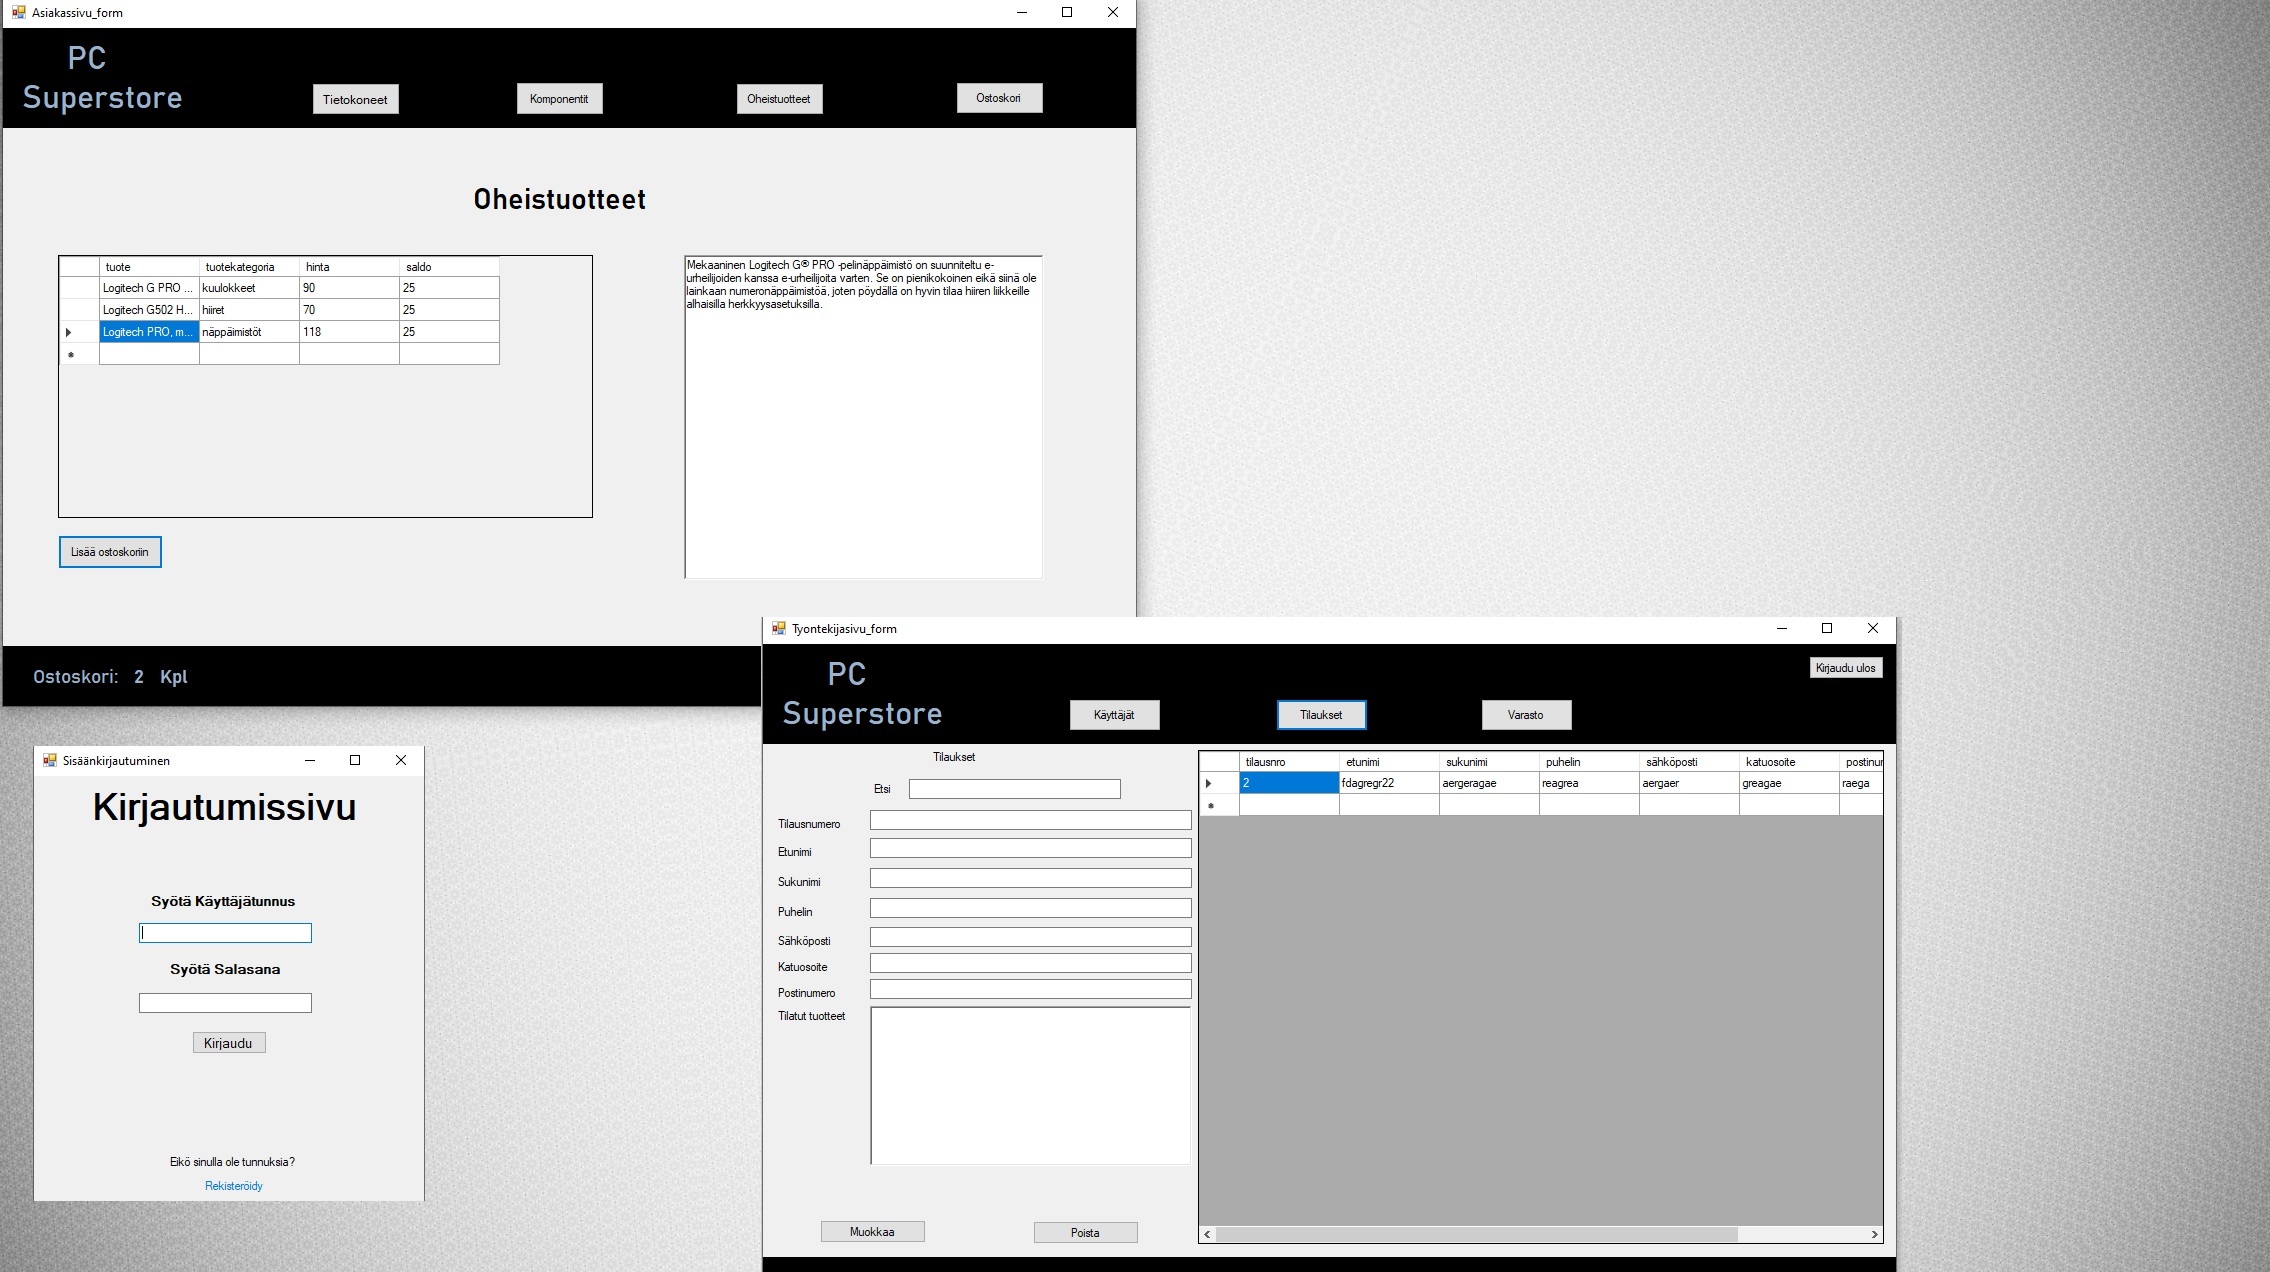 Asiakassivu_form
PC
Superstore
Tietokoneet
Komponentit
Oheistuotteet
Ostoskori
Oheistuotteet
tuote tuotekategoria hinta saldo
Logitech G PRO ... kuulokkeet 90 25
Logitech G502 H... hiiret 70 25
Logitech PRO, m... näppäimistöt 118 25
Mekaaninen Logitech G® PRO -pelinäppäimistö on suunniteltu e-
urheilijoiden kanssa e-urheilijoita varten. Se on pienikokoinen eikä siinä ole
lainkaan numeronäppäimistöä, joten pöydällä on hyvin tilaa hiiren liikkeille
alhaisilla herkkyysasetuksilla.
Lisää ostoskoriin
Ostoskori: 2 Kpl
Sisäänkirjautuminen
Kirjautumissivu
Syötä Käyttäjätunnus
Syötä Salasana
Kirjaudu
Eikö sinulla ole tunnuksia?
Rekisteröidy
Tyontekijasivu_form
PC
Superstore
Kirjaudu ulos
Käyttäjät
Tilaukset
Varasto
Tilaukset
Etsi
Tilausnumero
Etunimi
Sukunimi
Puhelin
Sähköposti
Katuosoite
Postinumero
Tilatut tuotteet
Muokkaa
Poista
tilausnro etunimi sukunimi puhelin sähköposti katuosoite postinur
2 fdagregr22 aergeragae reagrea aergaer greagae raega